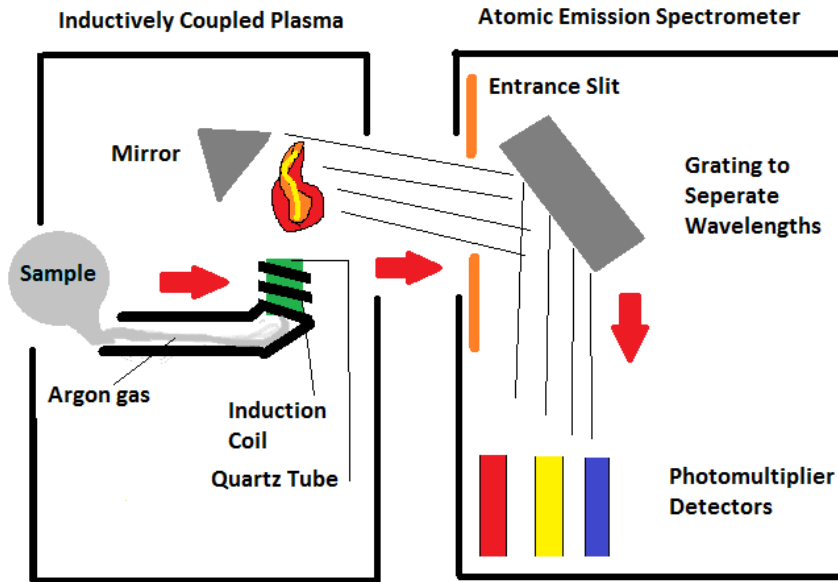 Inductively Coupled Plasma
Atomic Emission Spectrometer
Mirror
Entrance Slit
Grating to
Seperate
Wavelengths
Sample
Argon gas
Induction
Coil
Quartz Tube
Photomultiplier
Detectors